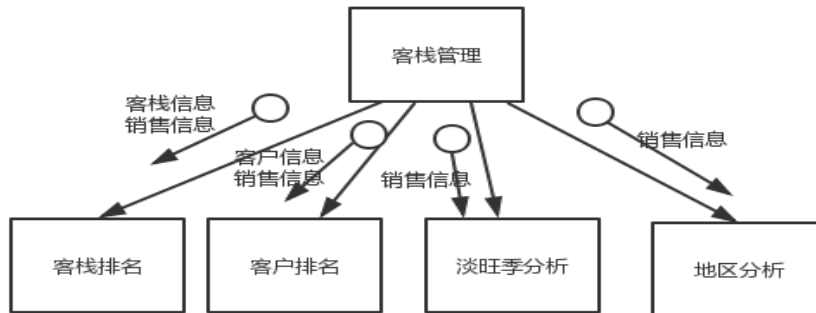 客栈管理
客栈信息
销售信息
客户信息
销售信息
销售信息
销售信息
客栈排名
客户排名
淡旺季分析
地区分析